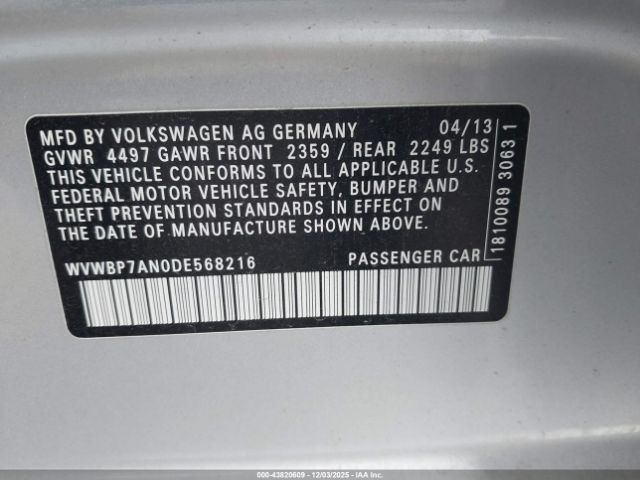 MFD BY VOLKSWAGEN AG GERMANY 04/13
GVWR 4497 GAWR FRONT 2359 / REAR 2249 LBS
THIS VEHICLE CONFORMS TO ALL APPLICABLE U.S.
FEDERAL MOTOR VEHICLE SAFETY, BUMPER AND
THEFT PREVENTION STANDARDS IN EFFECT ON
THE DATE OF MANUFACTURE SHOWN ABOVE.
WVWBP7AN0DE568216 PASSENGER CAR
1810089 30631
000-43820609 - 12/03/2025 - IAA Inc.